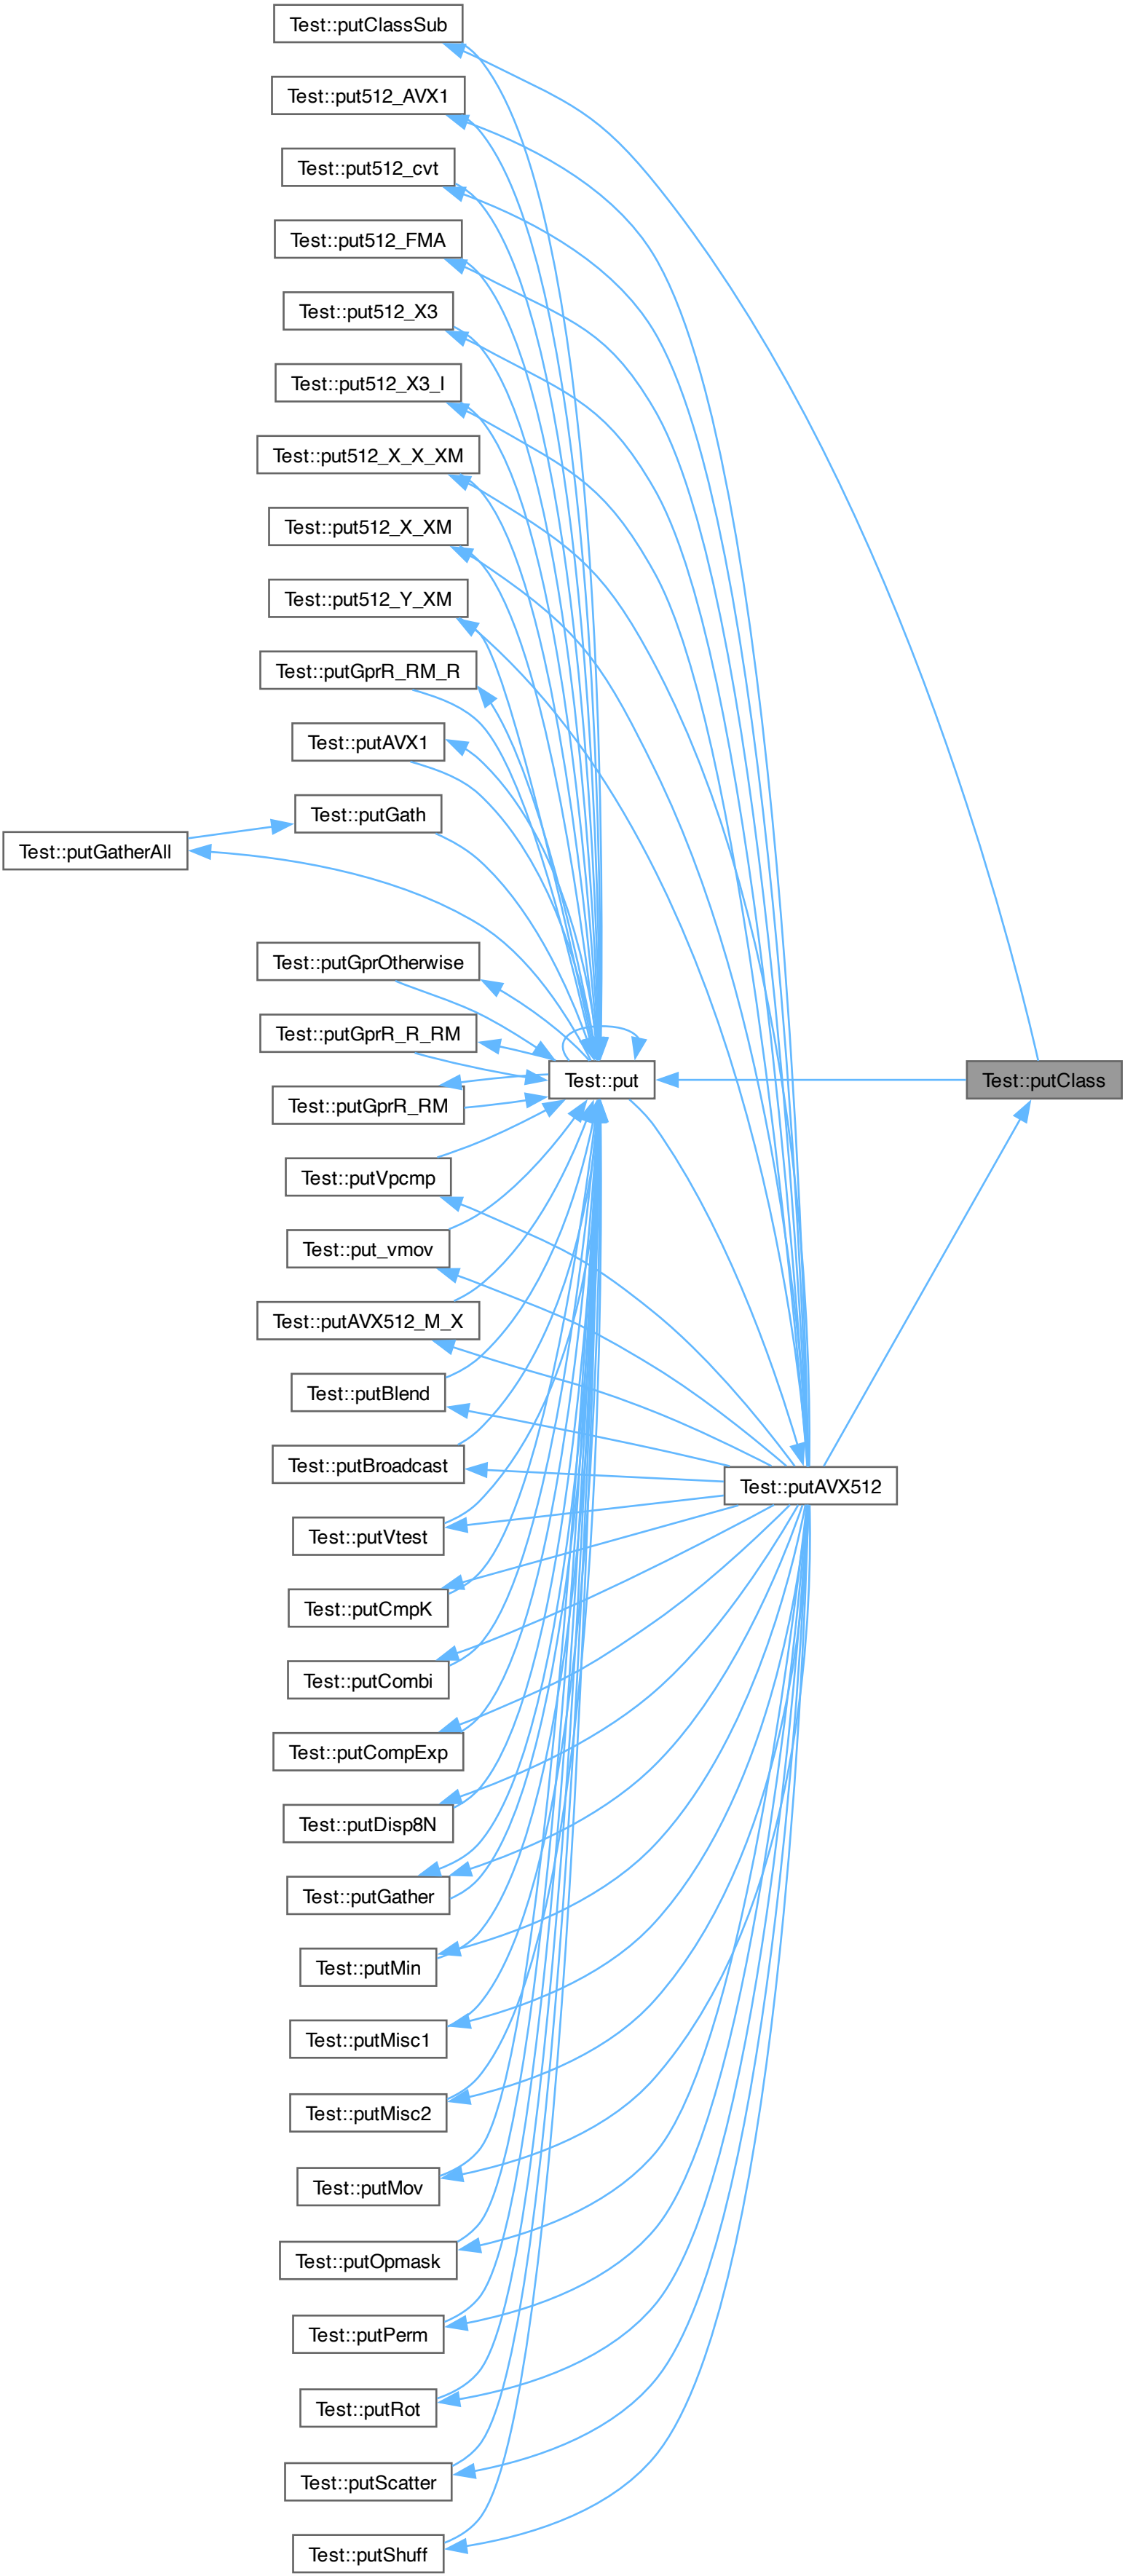 Test::putClassSub
Test::put512_AVX1
Test::put512_cvt
Test::put512_FMA
Test::put512_X3
Test::put512_X3_I
Test::put512_X_X_XM
Test::put512_X_XM
Test::put512_Y_XM
Test::putGprR_RM_R
Test::putAVX1
Test::putGath
Test::putGatherAll
Test::putGprOtherwise
Test::putGprR_R_RM
Test::put
Test::putClass
Test::putGprR_RM
Test::putVpcmp
Test::put_vmov
Test::putAVX512_M_X
Test::putBlend
Test::putBroadcast
Test::putAVX512
Test::putVtest
Test::putCmpK
Test::putCombi
Test::putCompExp
Test::putDisp8N
Test::putGather
Test::putMin
Test::putMisc1
Test::putMisc2
Test::putMov
Test::putOpmask
Test::putPerm
Test::putRot
Test::putScatter
Test::putShuff